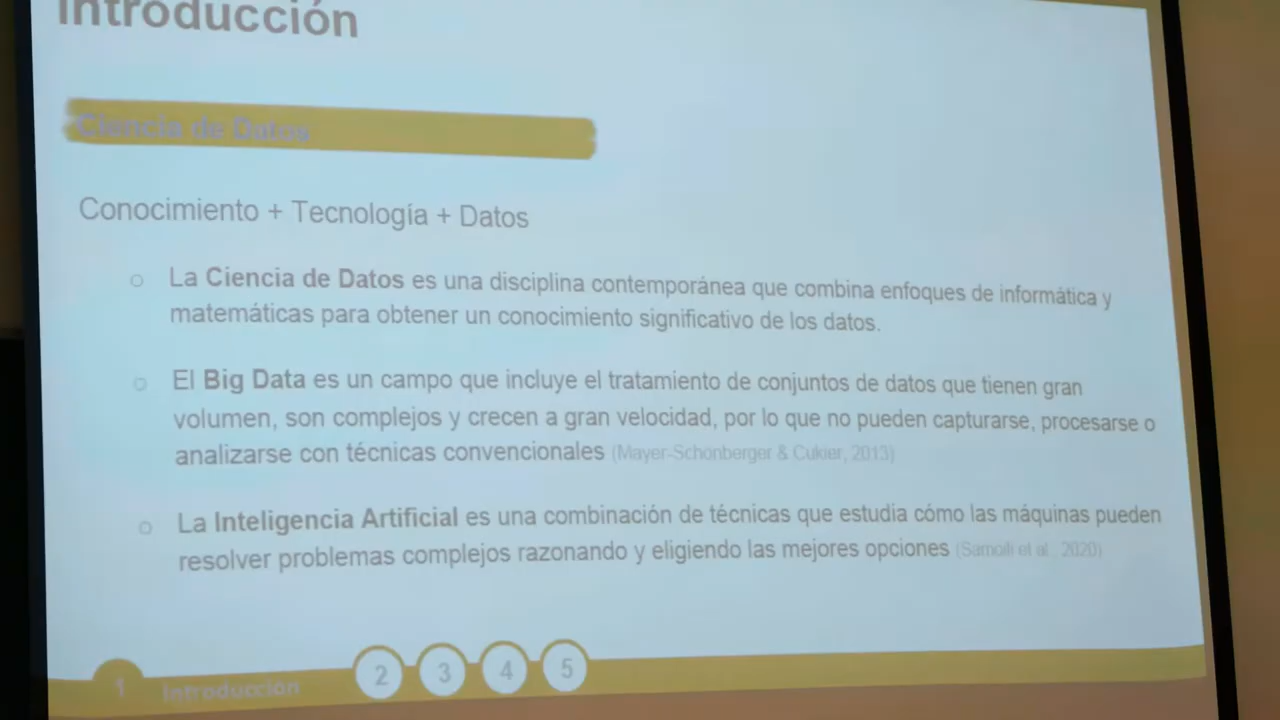 Introducción
Ciencia de Datos
Conocimiento + Tecnología + Datos
La Ciencia de Datos es una disciplina contemporánea que combina enfoques de informática y
matemáticas para obtener un conocimiento significativo de los datos.
El Big Data es un campo que incluye el tratamiento de conjuntos de datos que tienen gran
volumen, son complejos y crecen a gran velocidad, por lo que no pueden capturarse, procesarse o
analizarse con técnicas convencionales (Mayer-Schönberger & Cukier, 2013)
La Inteligencia Artificial es una combinación de técnicas que estudia cómo las máquinas pueden
resolver problemas complejos razonando y eligiendo las mejores opciones (Samoili et al., 2020)
1 Introducción 2 3 4 5